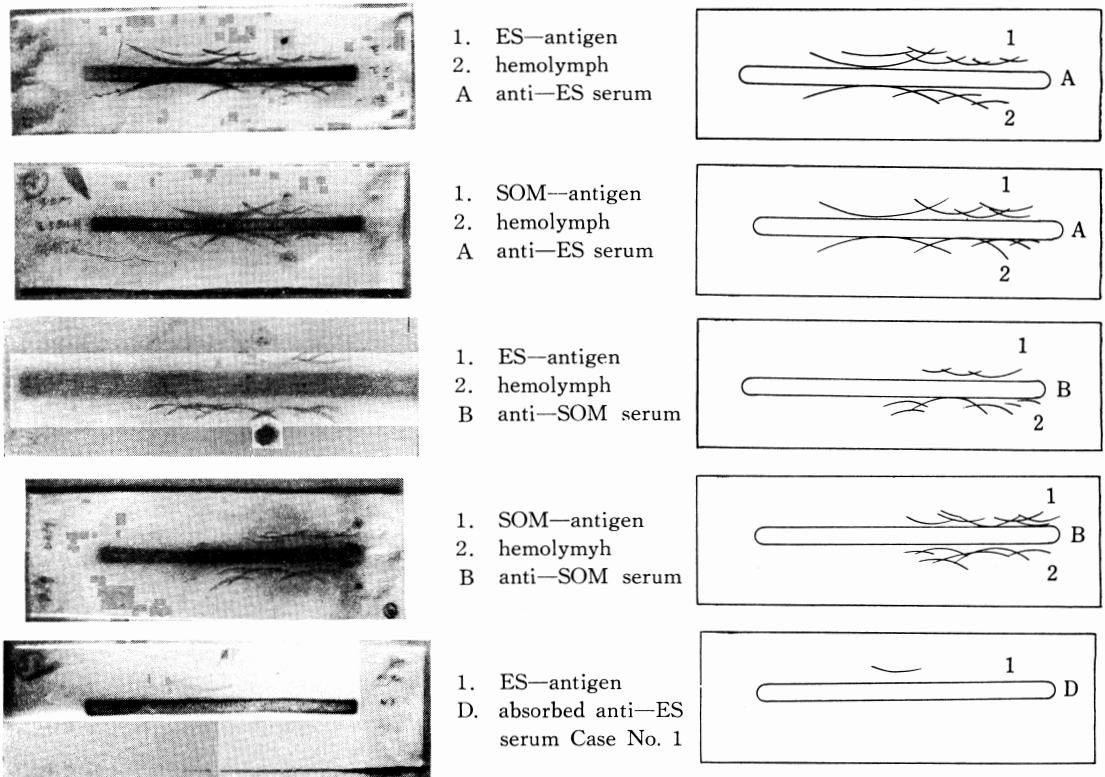 1. ES—antigen
2. hemolymph
A anti—ES serum
1
A
2
1. SOM—antigen
2. hemolymph
A anti—ES serum
1
A
2
1. ES—antigen
2. hemolymph
B anti—SOM serum
1
B
2
1. SOM—antigen
2. hemolymyh
B anti—SOM serum
1
B
2
1. ES—antigen
D. absorbed anti—ES
serum Case No. 1
1
D